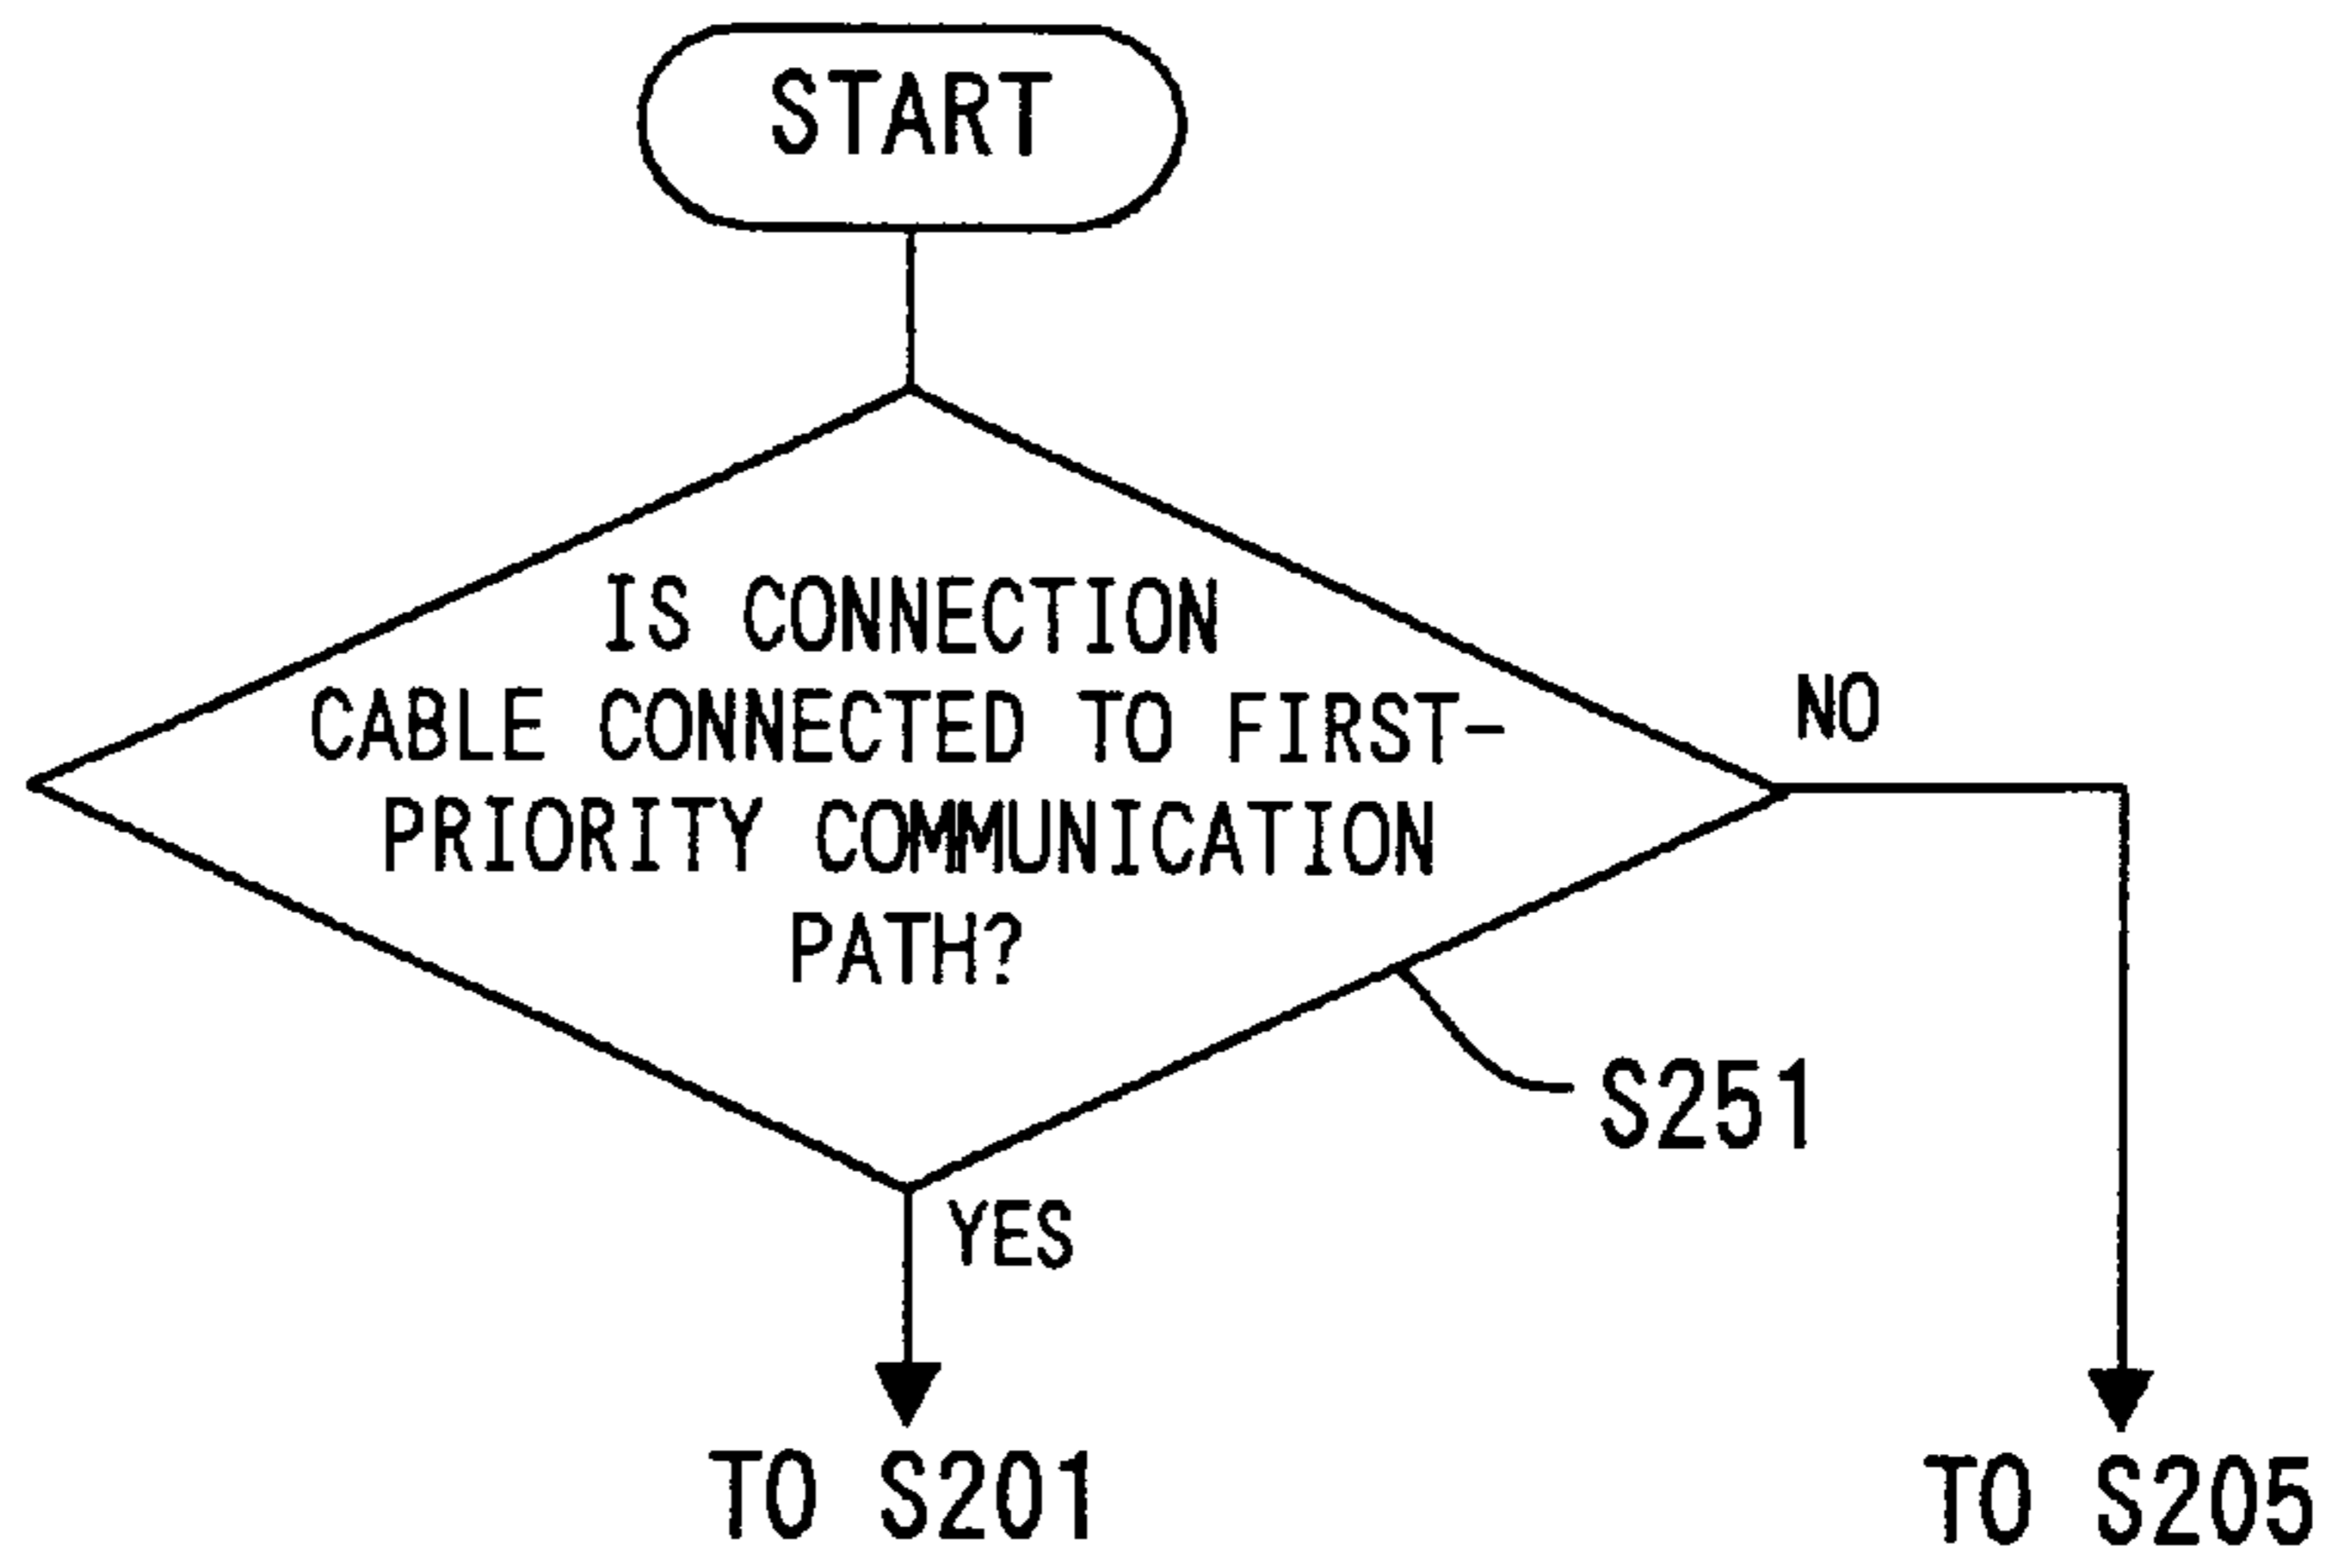 START
IS CONNECTION
CABLE CONNECTED TO FIRST-
PRIORITY COMMUNICATION
PATH?
NO
S251
YES
TO S201
TO S205